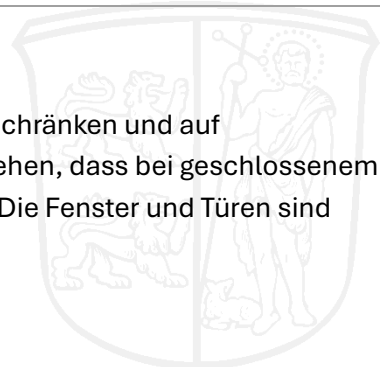 chränken und auf
ehen, dass bei geschlossenem
Die Fenster und Türen sind